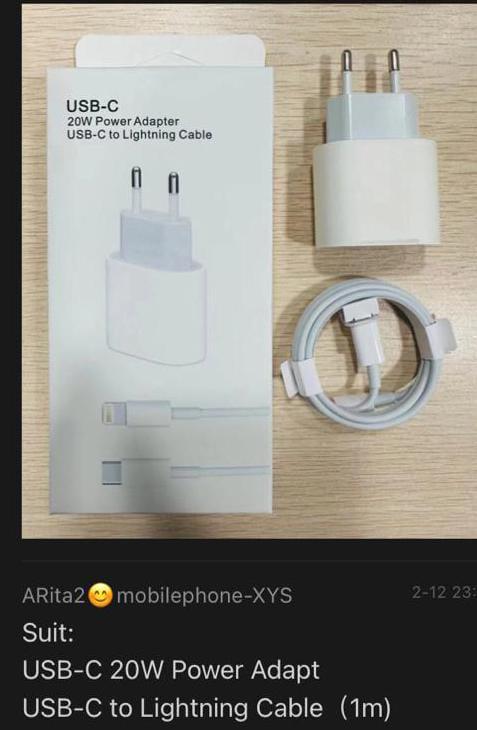 USB-C
20W Power Adapter
USB-C to Lightning Cable
ARita2😊mobilephone-XYS
2-12 23:
Suit:
USB-C 20W Power Adapt
USB-C to Lightning Cable（1m)